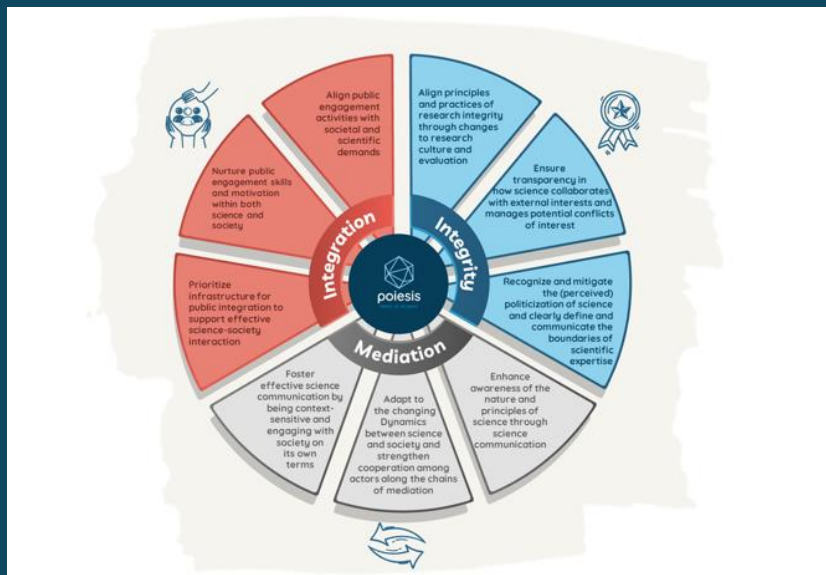 Align public
engagement
activities with
societal and
scientific
demands
Align principles
and practices of
research integrity
through changes
to research
culture and
evaluation
Nurture public
engagement skills
and motivation
within both
science and
society
Ensure
transparency in
how science collaborates
with external interests and
manages potential conflicts
of interest
Integration
Integrity
poiesis
Prioritize
infrastructure for
public integration to
support effective
science-society
interaction
Recognize and mitigate
the (perceived)
politicization of science
and clearly define and
communicate the
boundaries of
scientific
expertise
Mediation
Foster
effective science
communication by
being context-
sensitive and
engaging with
society on
its own
terms
Adapt to
the changing
Dynamics
between science
and society and
strengthen
cooperation among
actors along the chains
of mediation
Enhance
awareness of the
nature and
principles of
science through
science
communication